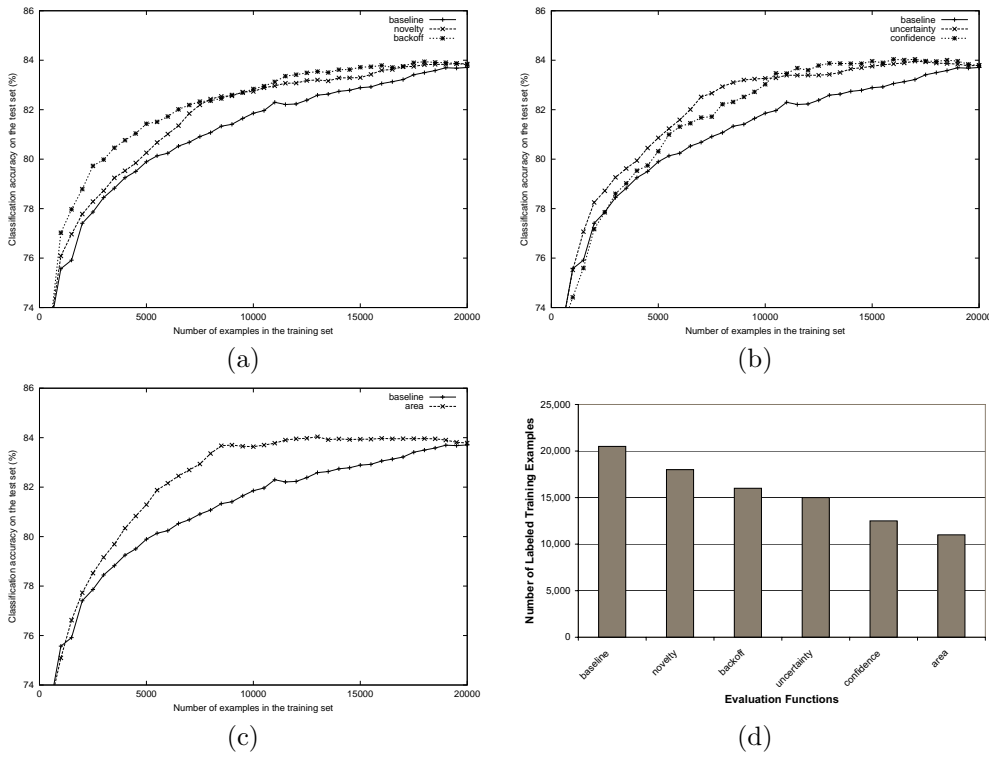 86
84
82
80
78
76
74
0
5000
10000
15000
20000
Classification accuracy on the test set (%)
Number of examples in the training set
baseline
novelty
backoff
(a)
86
84
82
80
78
76
74
0
5000
10000
15000
20000
Classification accuracy on the test set (%)
Number of examples in the training set
baseline
uncertainty
confidence
(b)
86
84
82
80
78
76
74
0
5000
10000
15000
20000
Classification accuracy on the test set (%)
Number of examples in the training set
baseline
area
(c)
25,000
20,000
15,000
10,000
5,000
0
Number of Labeled Training Examples
baseline
novelty
backoff
uncertainty
confidence
area
Evaluation Functions
(d)